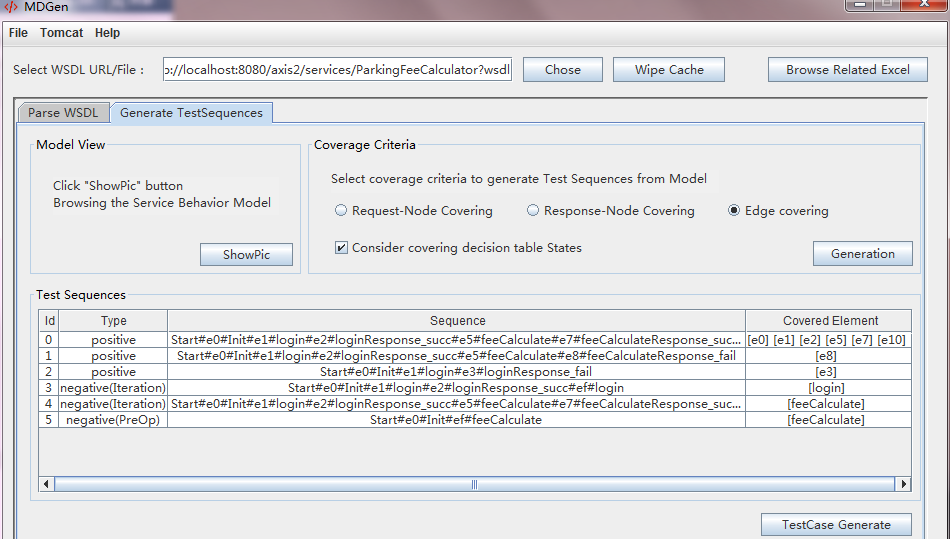 MDGen
File Tomcat Help
Select WSDL URL/File : ://localhost:8080/axis2/services/ParkingFeeCalculator?wsdl Chose Wipe Cache Browse Related Excel
Parse WSDL Generate TestSequences
Model View
Click "ShowPic" button
Browsing the Service Behavior Model
ShowPic
Coverage Criteria
Select coverage criteria to generate Test Sequences from Model
Request-Node Covering Response-Node Covering Edge covering
Consider covering decision table States
Generation
Test Sequences
Id Type Sequence Covered Element
0 positive Start#e0#Init#e1#login#e2#loginResponse_succ#e5#feeCalculate#e7#feeCalculateResponse_suc... [e0] [e1] [e2] [e5] [e7] [e10]
1 positive Start#e0#Init#e1#login#e2#loginResponse_succ#e5#feeCalculate#e8#feeCalculateResponse_fail [e8]
2 positive Start#e0#Init#e1#login#e3#loginResponse_fail [e3]
3 negative(Iteration) Start#e0#Init#e1#login#e2#loginResponse_succ#ef#login [login]
4 negative(Iteration) Start#e0#Init#e1#login#e2#loginResponse_succ#e5#feeCalculate#e7#feeCalculateResponse_suc... [feeCalculate]
5 negative(PreOp) Start#e0#Init#ef#feeCalculate [feeCalculate]
TestCase Generate